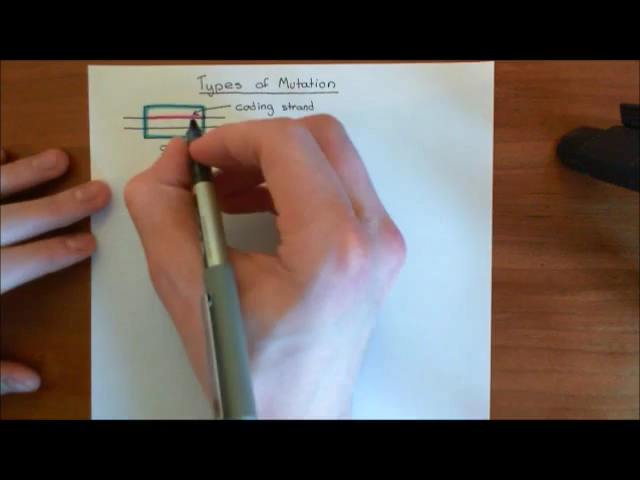 Types of Mutation
coding strand